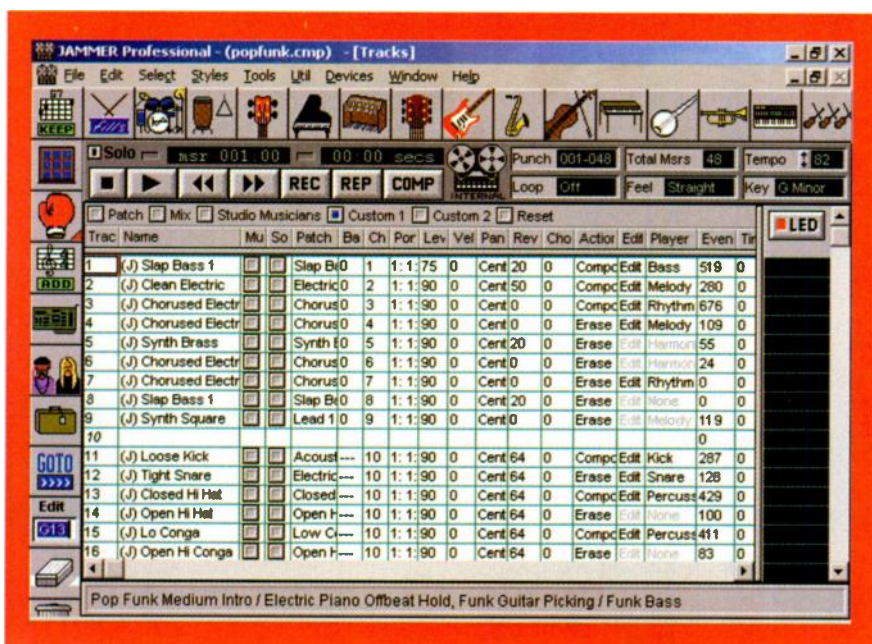 JAMMER Professional - (popfunk.cmp) - [Tracks]
File Edit Select Styles Tools Util Devices Window Help
KEEP Fills
Solo msr 001:00 00:00 secs Punch 001-048 Total Msrs 48 Tempo 82
REC REP COMP INTERNAL Loop Off Feel Straight Key G Minor
Patch Mix Studio Musicians Custom 1 Custom 2 Reset
LED
Trac Name Mu So Patch Ba Ch Por Lev Vel Pan Rev Cho Action Edit Player Even Tim
1 (J) Slap Bass 1 Slap B 0 1 1: 1: 75 0 Cent 20 0 Compo Edit Bass 519 0
2 (J) Clean Electric Electric 0 2 1: 1: 90 0 Cent 50 0 Compo Edit Melody 280 0
3 (J) Chorused Electr Chorus 0 3 1: 1: 90 0 Cent 0 0 Compo Edit Rhythm 676 0
4 (J) Chorused Electr Chorus 0 4 1: 1: 90 0 Cent 0 0 Erase Edit Melody 109 0
5 (J) Synth Brass Synth B 0 5 1: 1: 90 0 Cent 20 0 Erase Edit Harmon 55 0
6 (J) Chorused Electr Chorus 0 6 1: 1: 90 0 Cent 0 0 Erase Edit Harmon 24 0
7 (J) Chorused Electr Chorus 0 7 1: 1: 90 0 Cent 0 0 Erase Edit Rhythm 0 0
8 (J) Slap Bass 1 Slap B 0 8 1: 1: 90 0 Cent 20 0 Erase Edit None 0 0
9 (J) Synth Square Lead 1 0 9 1: 1: 90 0 Cent 0 0 Erase Edit Melody 119 0
10 0
11 (J) Loose Kick Acoust --- 10 1: 1: 90 0 Cent 64 0 Compo Edit Kick 287 0
12 (J) Tight Snare Electric --- 10 1: 1: 90 0 Cent 64 0 Erase Edit Snare 128 0
13 (J) Closed Hi Hat Closed --- 10 1: 1: 90 0 Cent 64 0 Compo Edit Percuss 429 0
14 (J) Open Hi Hat Open H --- 10 1: 1: 90 0 Cent 64 0 Erase Edit None 100 0
15 (J) Lo Conga Low C --- 10 1: 1: 90 0 Cent 64 0 Compo Edit Percuss 411 0
16 (J) Open Hi Conga Open H --- 10 1: 1: 90 0 Cent 64 0 Erase Edit None 83 0
ADD
GOTO
Edit
G13
Pop Funk Medium Intro / Electric Piano Offbeat Hold, Funk Guitar Picking / Funk Bass